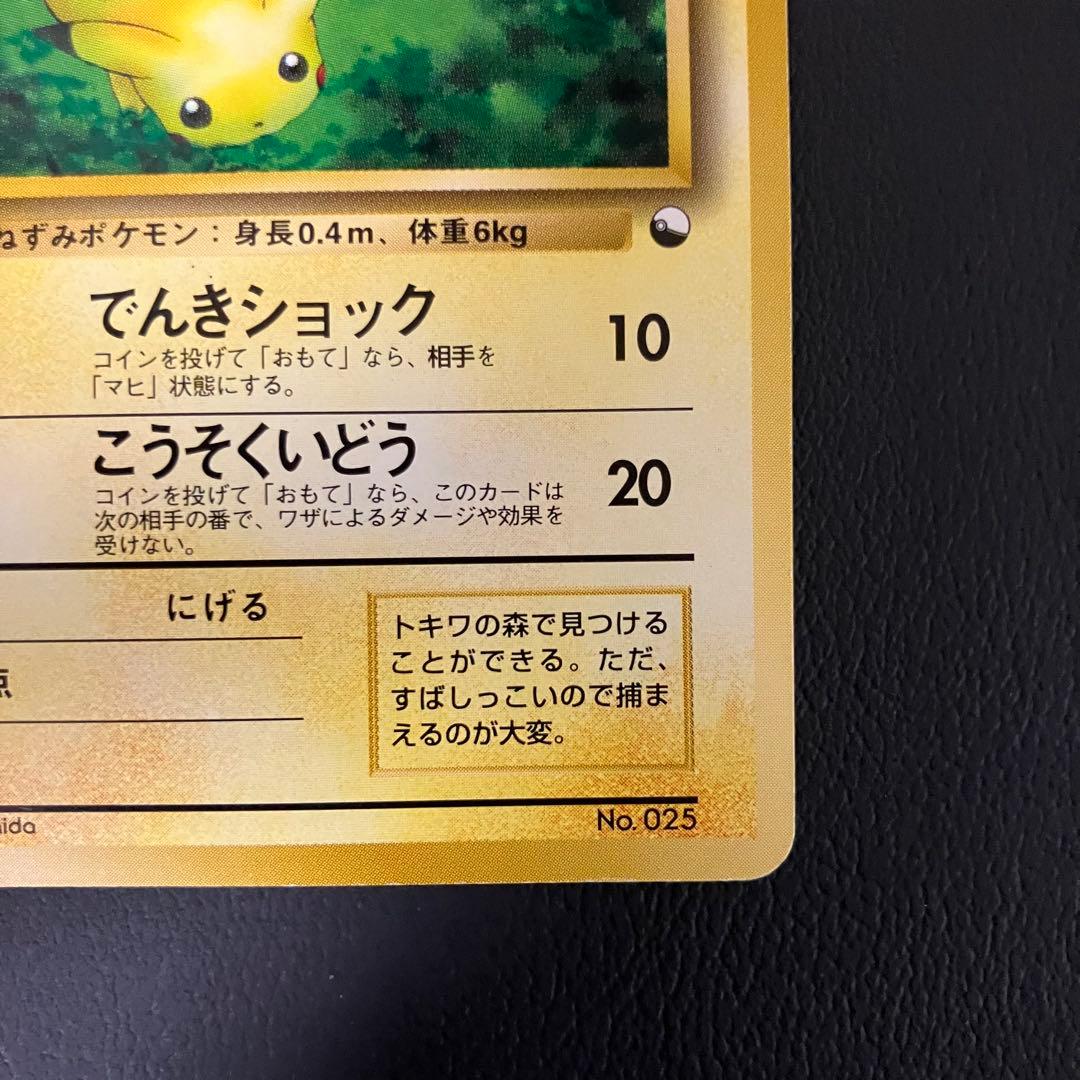 ねずみポケモン：身長0.4m、体重6kg
でんきショック 10
コインを投げて「おもて」なら、相手を
「マヒ」状態にする。
こうそくいどう 20
コインを投げて「おもて」なら、このカードは
次の相手の番で、ワザによるダメージや効果を
受けない。
にげる
点
トキワの森で見つける
ことができる。ただ、
すばしっこいので捕ま
えるのが大変。
No. 025